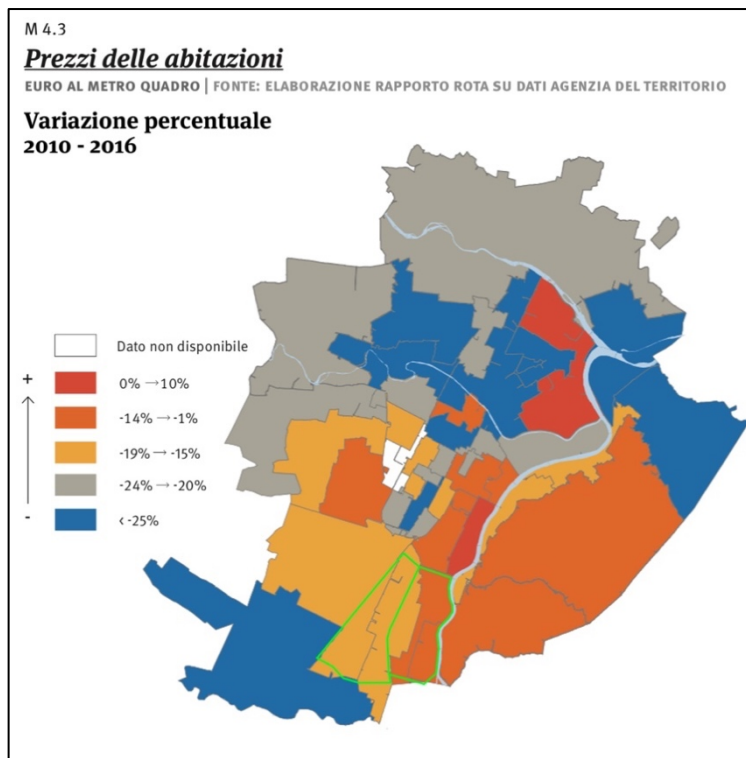 M 4.3
Prezzi delle abitazioni
EURO AL METRO QUADRO | FONTE: ELABORAZIONE RAPPORTO ROTA SU DATI AGENZIA DEL TERRITORIO
Variazione percentuale
2010 - 2016
Dato non disponibile
+
0% → 10%
-14% → -1%
-19% → -15%
-24% → -20%
-
< -25%